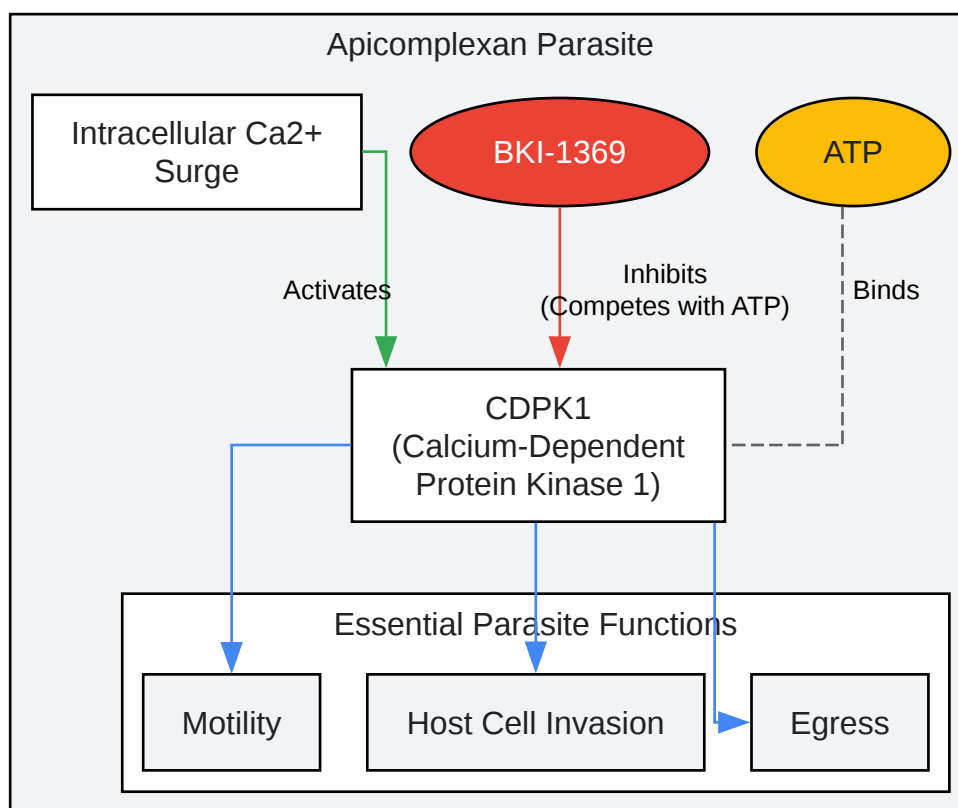 Apicomplexan Parasite
Intracellular Ca2+
Surge
BKI-1369
ATP
Activates
Inhibits
(Competes with ATP)
Binds
CDPK1
(Calcium-Dependent
Protein Kinase 1)
Essential Parasite Functions
Motility
Host Cell Invasion
Egress